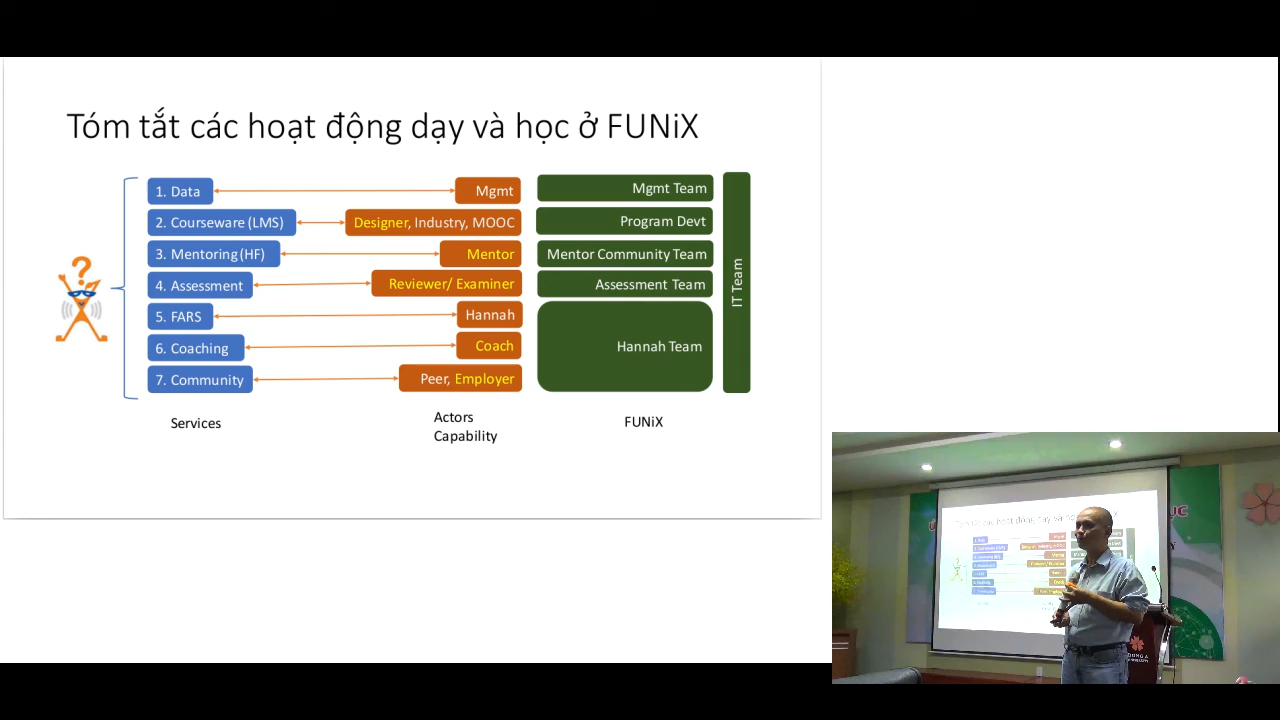 Tóm tắt các hoạt động dạy và học ở FUNiX
?
1. Data
Mgmt
Mgmt Team
2. Courseware (LMS)
Designer, Industry, MOOC
Program Devt
3. Mentoring (HF)
Mentor
Mentor Community Team
4. Assessment
Reviewer/ Examiner
Assessment Team
5. FARS
Hannah
6. Coaching
Coach
Hannah Team
7. Community
Peer, Employer
IT Team
Services
Actors
Capability
FUNiX